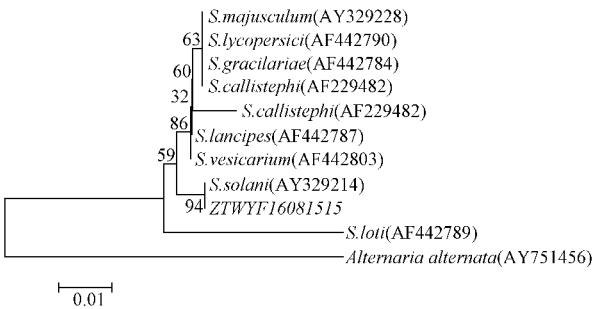 S.majusculum(AY329228)
63
S.lycopersici(AF442790)
S.gracilariae(AF442784)
60
S.callistephi(AF229482)
32
S.callistephi(AF229482)
86
S.lancipes(AF442787)
59
S.vesicarium(AF442803)
S.solani(AY329214)
94
ZTWYF16081515
S.loti(AF442789)
Alternaria alternata(AY751456)
0.01